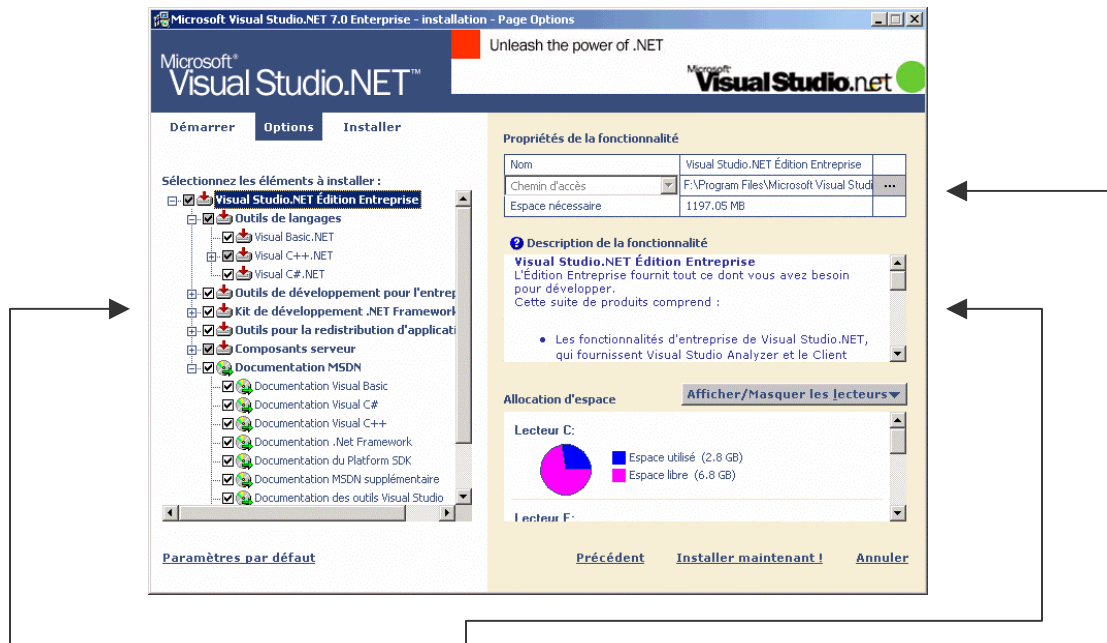 Microsoft Visual Studio.NET 7.0 Enterprise - installation - Page Options
Microsoft®
Visual Studio.NET™
Unleash the power of .NET
Microsoft®
VisualStudio.net
Démarrer
Options
Installer
Sélectionnez les éléments à installer :
Visual Studio.NET Édition Entreprise
Outils de langages
Visual Basic.NET
Visual C++.NET
Visual C#.NET
Outils de développement pour l'entrep
Kit de développement .NET Framework
Outils pour la redistribution d'applicati
Composants serveur
Documentation MSDN
Documentation Visual Basic
Documentation Visual C#
Documentation Visual C++
Documentation .Net Framework
Documentation du Platform SDK
Documentation MSDN supplémentaire
Documentation des outils Visual Studio
Paramètres par défaut
Propriétés de la fonctionnalité
Nom Visual Studio.NET Édition Entreprise
Chemin d'accès F:\Program Files\Microsoft Visual Studi ...
Espace nécessaire 1197.05 MB
Description de la fonctionnalité
Visual Studio.NET Édition Entreprise
L'Édition Entreprise fournit tout ce dont vous avez besoin
pour développer.
Cette suite de produits comprend :
• Les fonctionnalités d'entreprise de Visual Studio.NET,
qui fournissent Visual Studio Analyzer et le Client
Allocation d'espace
Afficher/Masquer les lecteurs
Lecteur C:
Espace utilisé (2.8 GB)
Espace libre (6.8 GB)
Lecteur E:
Précédent
Installer maintenant !
Annuler